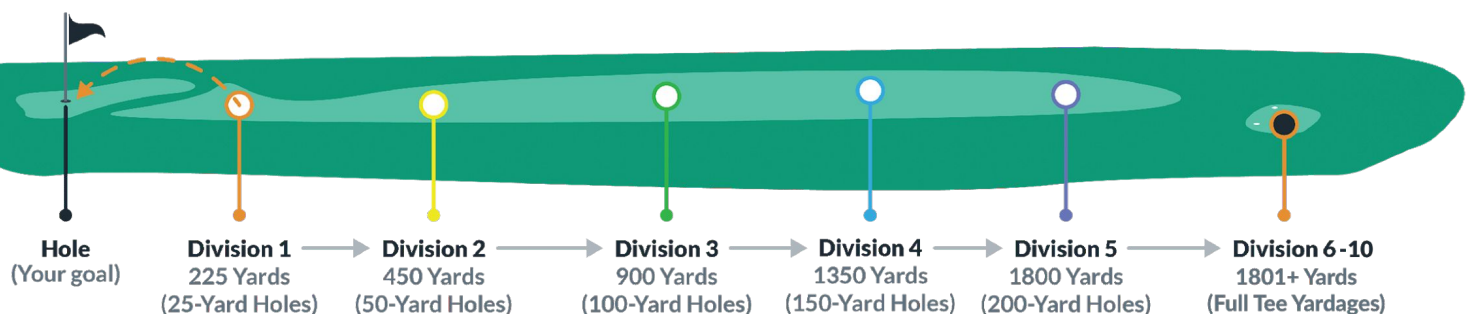 Hole
(Your goal)
Division 1
225 Yards
(25-Yard Holes)
Division 2
450 Yards
(50-Yard Holes)
Division 3
900 Yards
(100-Yard Holes)
Division 4
1350 Yards
(150-Yard Holes)
Division 5
1800 Yards
(200-Yard Holes)
Division 6-10
1801+ Yards
(Full Tee Yardages)